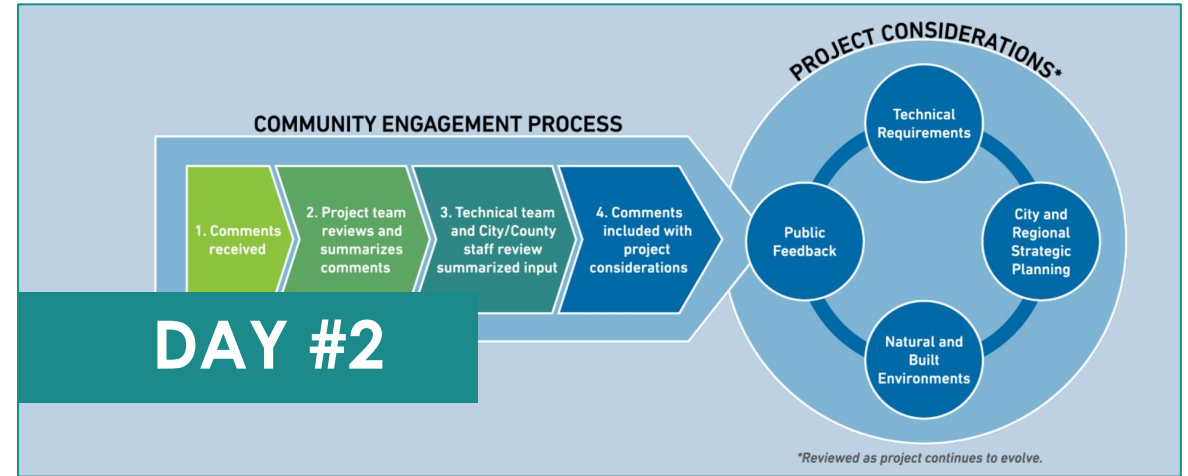 COMMUNITY ENGAGEMENT PROCESS
1. Comments
received
2. Project team
reviews and
summarizes
comments
3. Technical team
and City/County
staff review
summarized input
4. Comments
included with
project
considerations
DAY #2
PROJECT CONSIDERATIONS*
Technical
Requirements
Public
Feedback
City and
Regional
Strategic
Planning
Natural and
Built
Environments
*Reviewed as project continues to evolve.